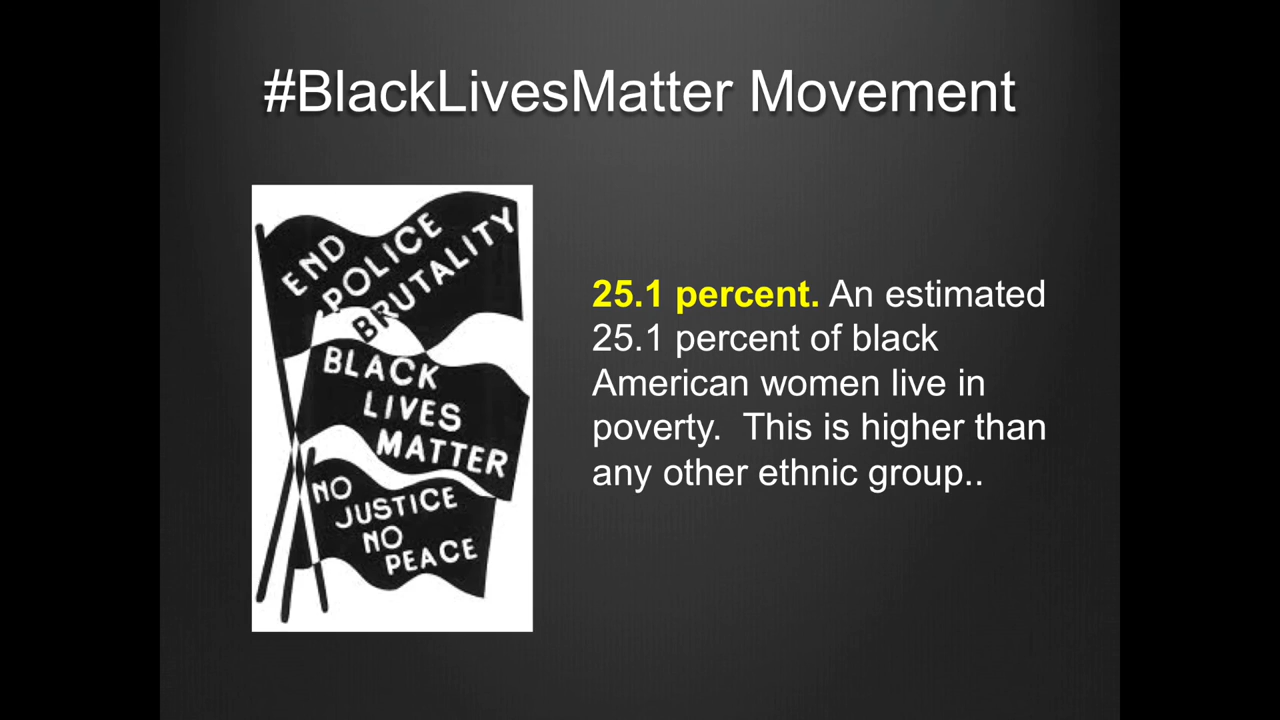 #BlackLivesMatter Movement
END
POLICE
BRUTALITY
BLACK
LIVES
MATTER
NO
JUSTICE
NO
PEACE
25.1 percent. An estimated
25.1 percent of black
American women live in
poverty.  This is higher than
any other ethnic group..